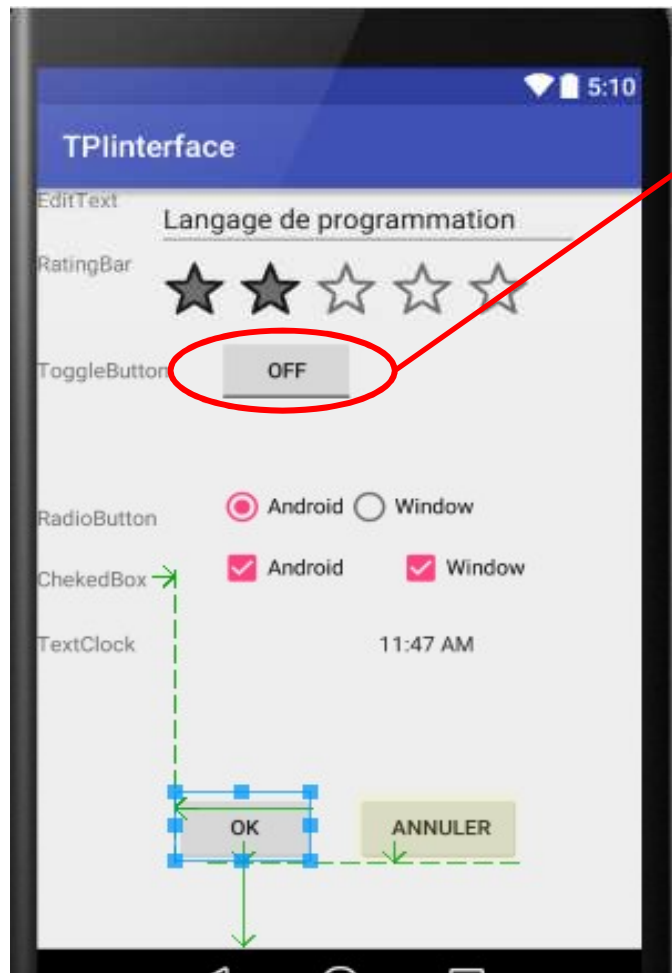 5:10
TPIinterface
EditText
Langage de programmation
RatingBar
ToggleButton
OFF
RadioButton
Android
Window
ChekedBox
Android
Window
TextClock
11:47 AM
OK
ANNULER